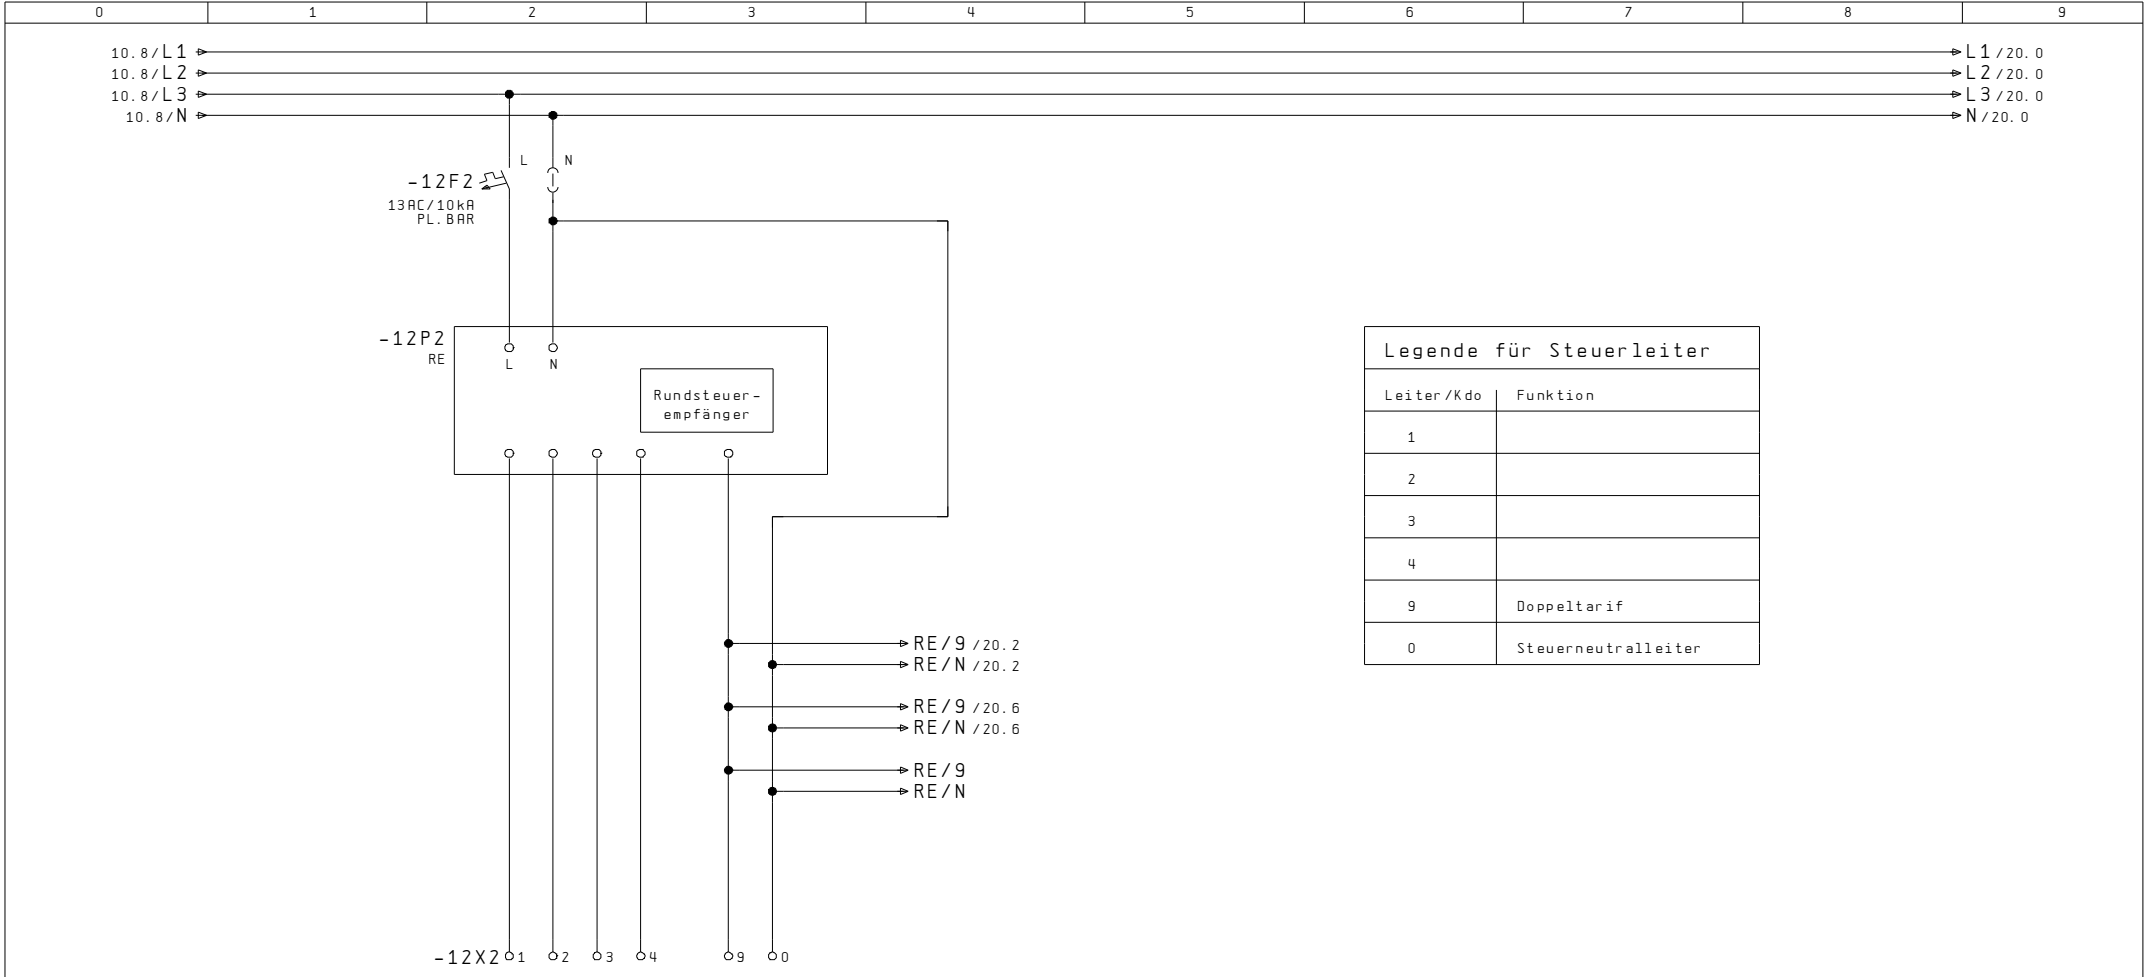 0 1 2 3 4 5 6 7 8 9
10.8/L1 L1/20.0
10.8/L2 L2/20.0
10.8/L3 L3/20.0
10.8/N N/20.0
L N
-12F2
13AC/10kA
PL.BAR
-12P2
RE
L N
Rundsteuer-
empfänger
Legende für Steuerleiter
Leiter/Kdo Funktion
1
2
3
4
9 Doppeltarif
0 Steuerneutralleiter
RE/9 /20.2
RE/N /20.2
RE/9 /20.6
RE/N /20.6
RE/9
RE/N
-12X2 1 2 3 4 9 0